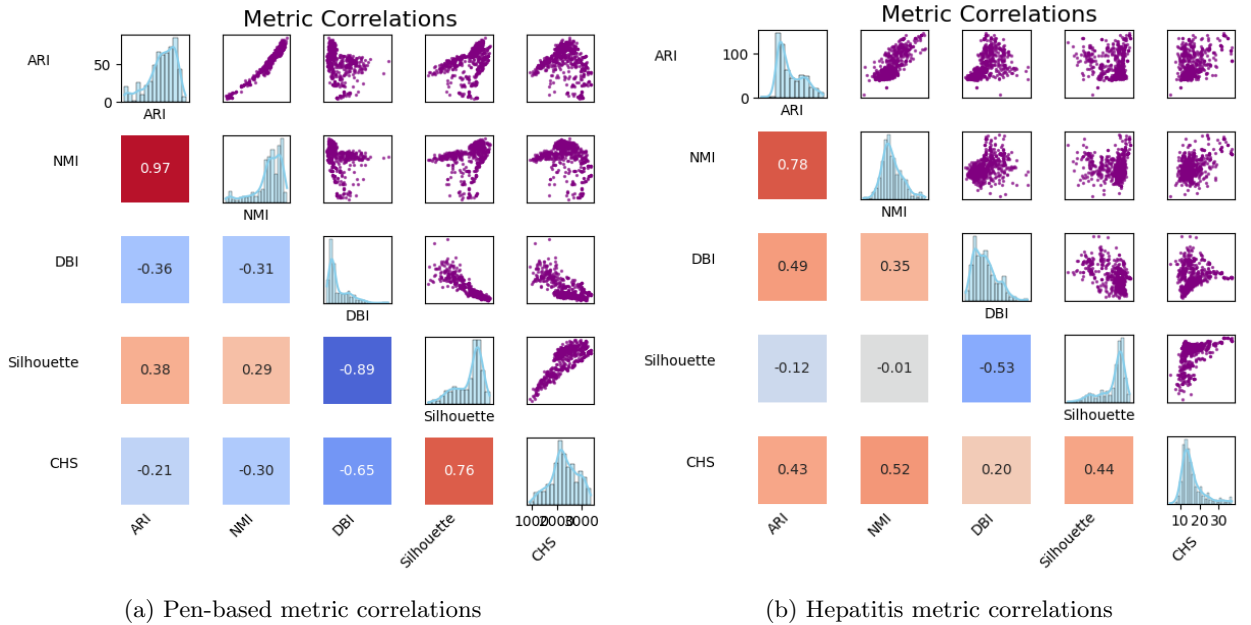 Metric Correlations
ARI
50
0
ARI
NMI
0.97
NMI
DBI
-0.36
-0.31
DBI
Silhouette
0.38
0.29
-0.89
Silhouette
CHS
-0.21
-0.30
-0.65
0.76
1000
2000
3000
ARI
NMI
DBI
Silhouette
CHS
(a) Pen-based metric correlations
Metric Correlations
ARI
100
0
ARI
NMI
0.78
NMI
DBI
0.49
0.35
DBI
Silhouette
-0.12
-0.01
-0.53
Silhouette
CHS
0.43
0.52
0.20
0.44
10
20
30
ARI
NMI
DBI
Silhouette
CHS
(b) Hepatitis metric correlations